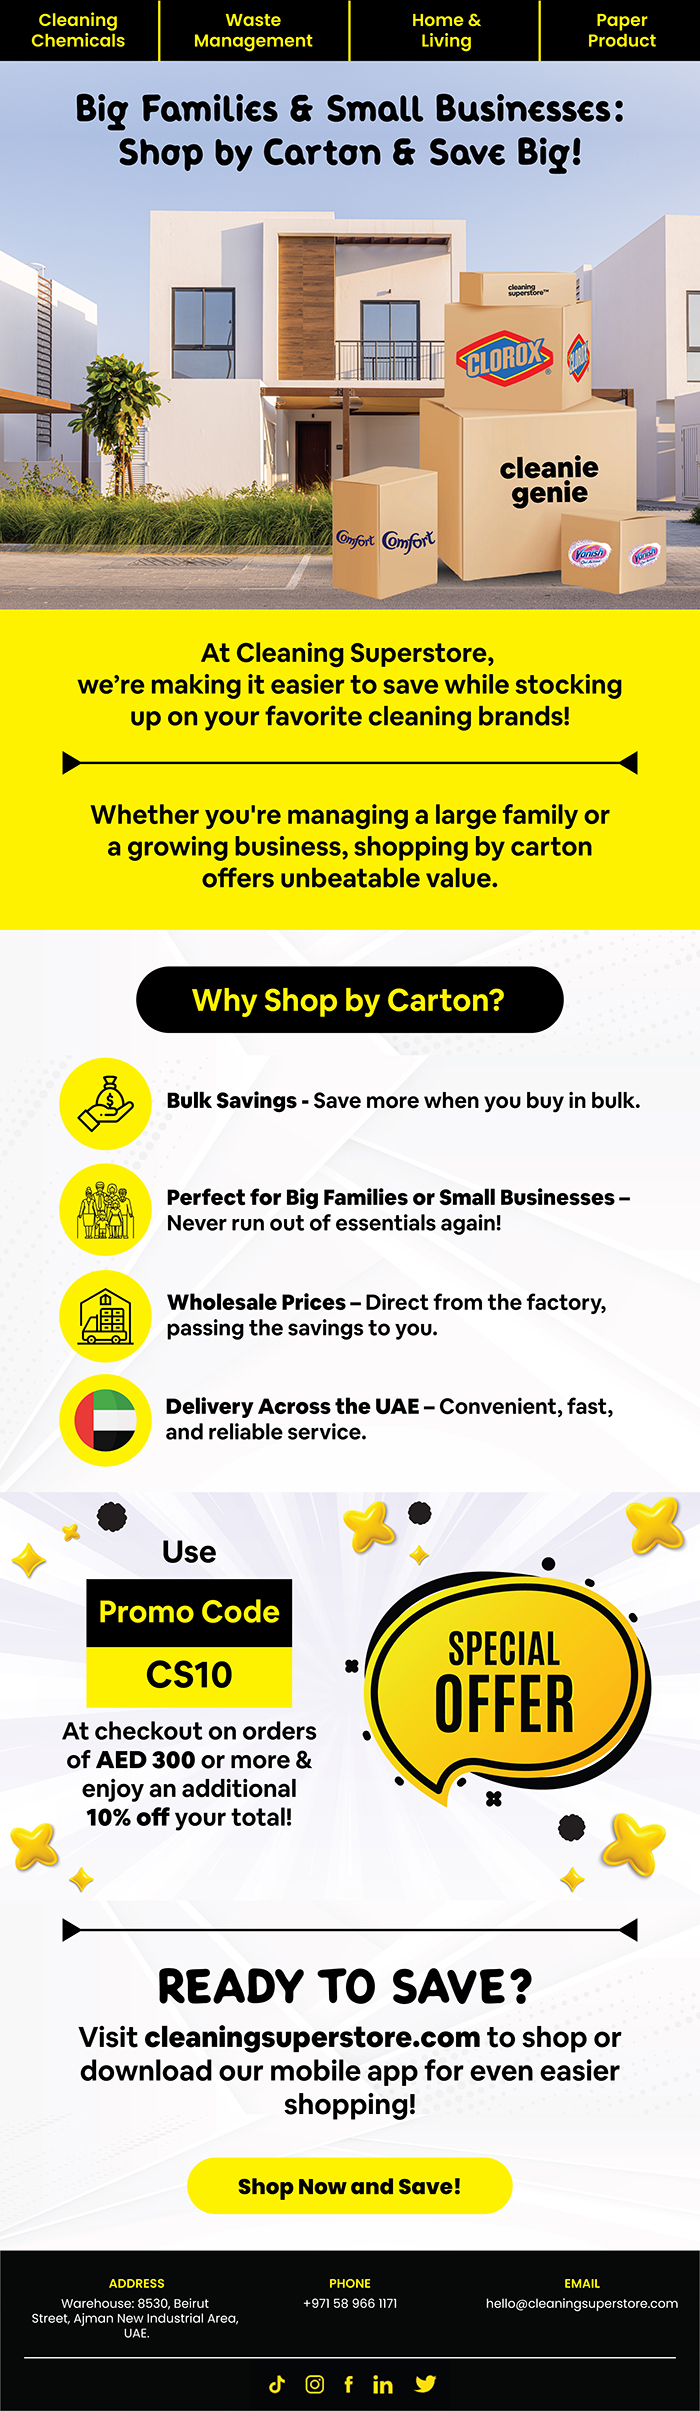 Cleaning
Chemicals
Waste
Management
Home &
Living
Paper
Product
Big Families & Small Businesses:
Shop by Carton & Save Big!
cleaning
superstore™
CLOROX®
CLOROX
cleanie
genie
Comfort
Comfort
Vanish
Oxi Action
Vanish
Oxi Action
At Cleaning Superstore,
we’re making it easier to save while stocking
up on your favorite cleaning brands!
Whether you're managing a large family or
a growing business, shopping by carton
offers unbeatable value.
Why Shop by Carton?
$
Bulk Savings - Save more when you buy in bulk.
Perfect for Big Families or Small Businesses –
Never run out of essentials again!
Wholesale Prices – Direct from the factory,
passing the savings to you.
Delivery Across the UAE – Convenient, fast,
and reliable service.
Use
Promo Code
CS10
At checkout on orders
of AED 300 or more &
enjoy an additional
10% off your total!
SPECIAL
OFFER
READY TO SAVE?
Visit cleaningsuperstore.com to shop or
download our mobile app for even easier
shopping!
Shop Now and Save!
ADDRESS
Warehouse: 8530, Beirut
Street, Ajman New Industrial Area,
UAE.
PHONE
+971 58 966 1171
EMAIL
hello@cleaningsuperstore.com